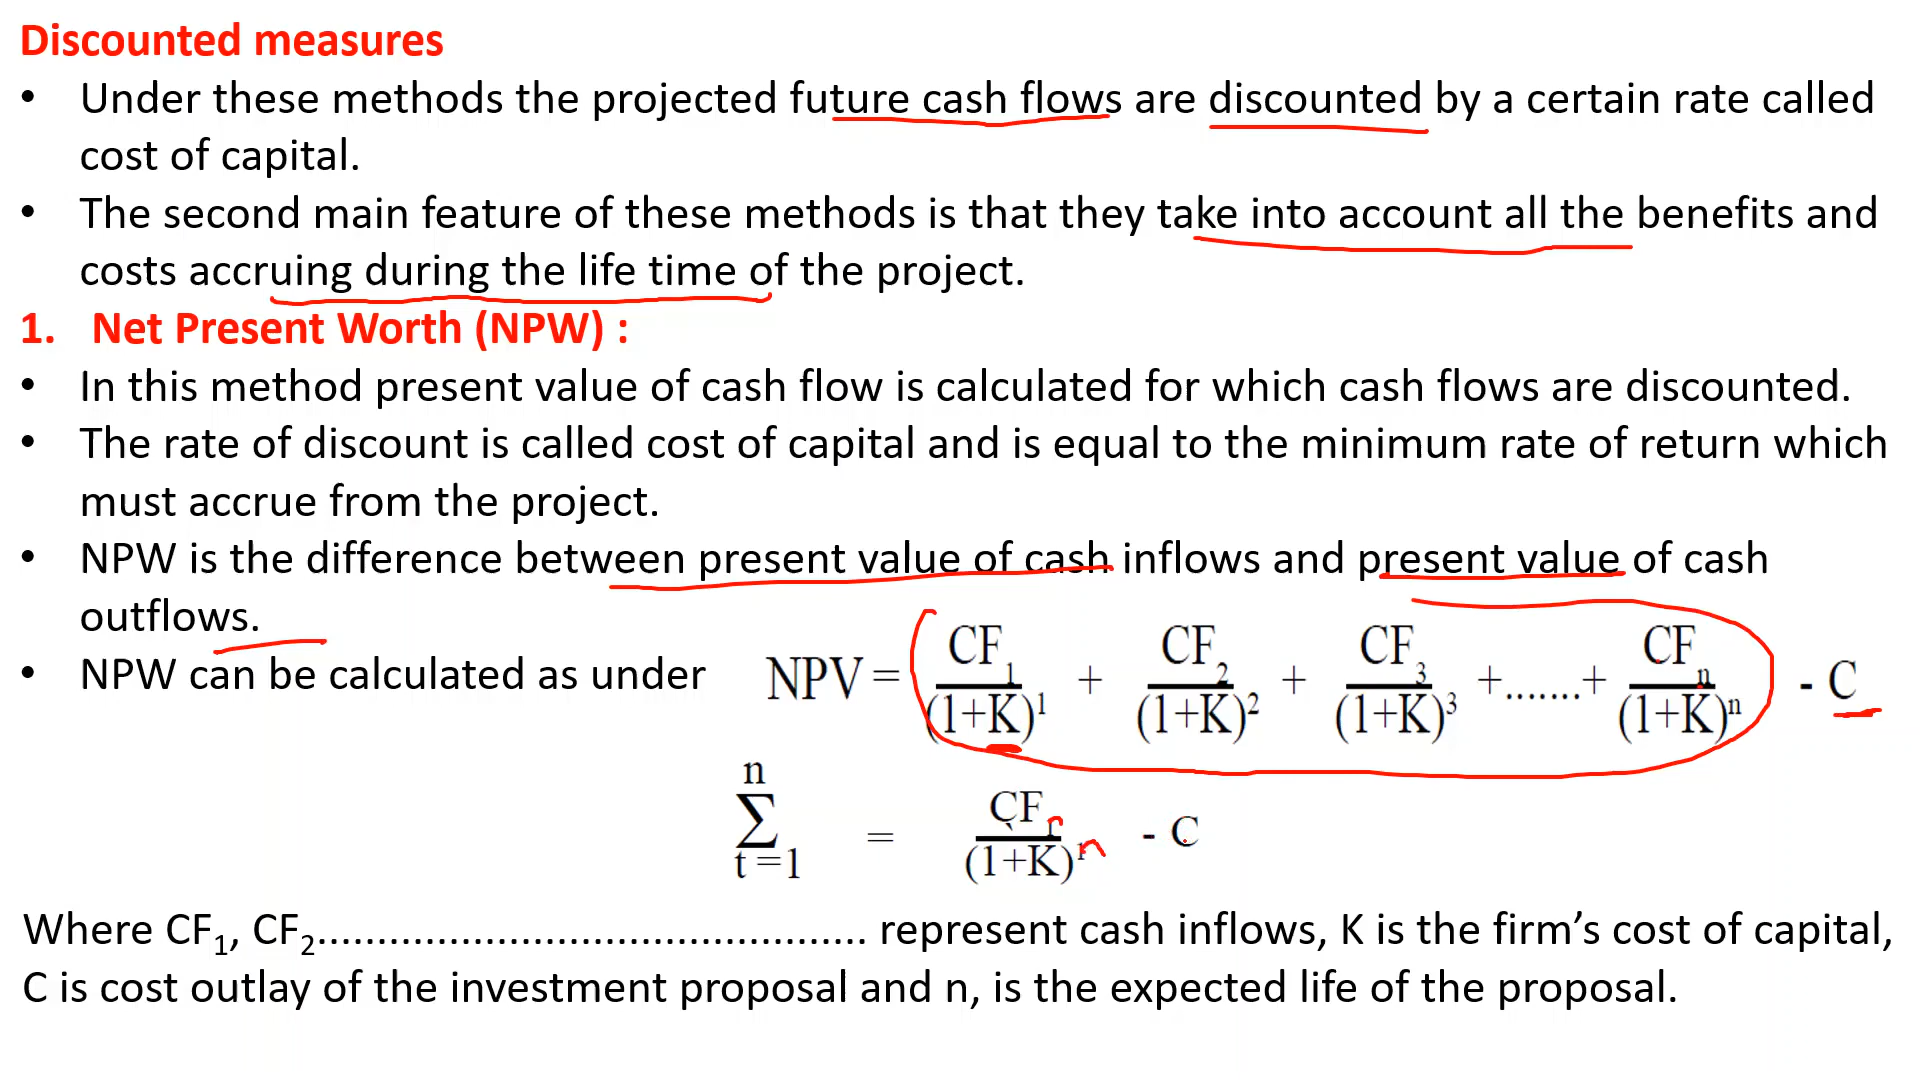 Discounted measures
• Under these methods the projected future cash flows are discounted by a certain rate called
cost of capital.
• The second main feature of these methods is that they take into account all the benefits and
costs accruing during the life time of the project.
1. Net Present Worth (NPW) :
• In this method present value of cash flow is calculated for which cash flows are discounted.
• The rate of discount is called cost of capital and is equal to the minimum rate of return which
must accrue from the project.
• NPW is the difference between present value of cash inflows and present value of cash
outflows.
• NPW can be calculated as under NPV = CF₁/(1+K)¹ + CF₂/(1+K)² + CF₃/(1+K)³ +.......+ CFₙ/(1+K)ⁿ - C
n
∑ = CF/(1+K) - C
t =1
Where CF₁, CF₂.............................................. represent cash inflows, K is the firm’s cost of capital,
C is cost outlay of the investment proposal and n, is the expected life of the proposal.